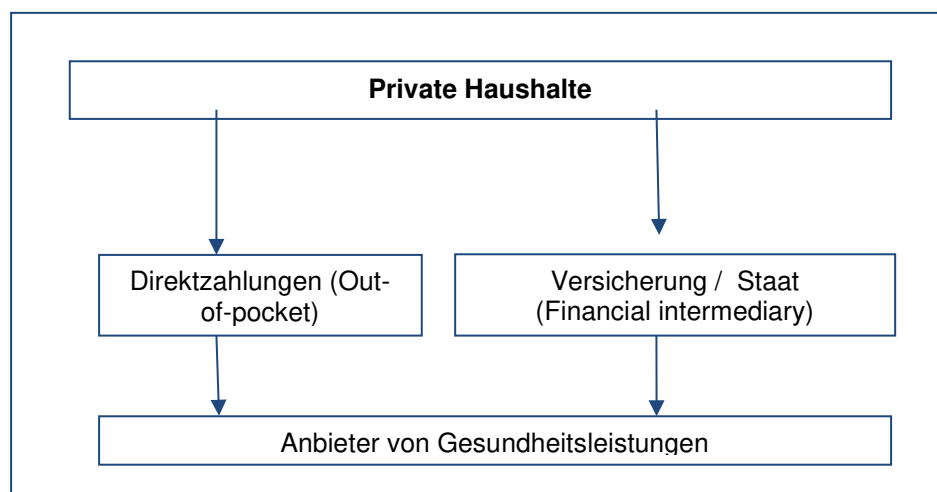 Private Haushalte
Direktzahlungen (Out-
of-pocket)
Versicherung / Staat
(Financial intermediary)
Anbieter von Gesundheitsleistungen